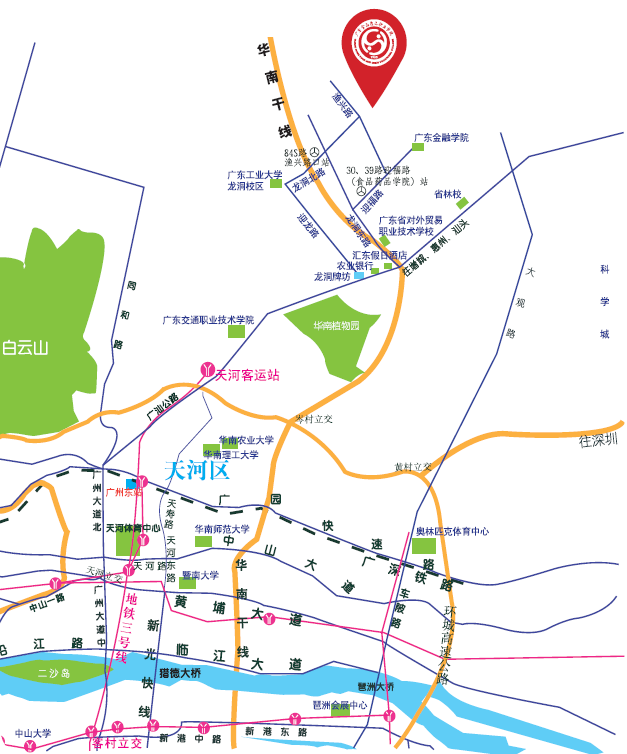 华南干线
渔兴路
84S路
渔兴路口站
广东金融学院
广东工业大学
龙洞校区
龙洞北路
30、39路迎福路
(食品药品学院)站
迎福路
省林校
迎龙路
龙洞东路
广东省对外贸易
职业技术学校
汇东假日酒店
农业银行
龙洞牌坊
往增城、惠州、汕头
大观路
科学城
同和路
白云山
广东交通职业技术学院
华南植物园
天河客运站
广汕公路
岑村立交
往深圳
黄村立交
华南农业大学
华南理工大学
天河区
广州东站
广州大道北
天寿路
广园快速路
天河体育中心
华南师范大学
奥林匹克体育中心
中山大道
广深铁路
天河立交
天河路
天河东路
暨南大学
车陂路
中山一路
广州大道中
地铁三号线
黄埔大道
华南干线
环城高速公路
沿江路
新光快线
临江大道
二沙岛
猎德大桥
琶洲大桥
琶洲会展中心
中山大学
客村立交
新港中路
新港东路